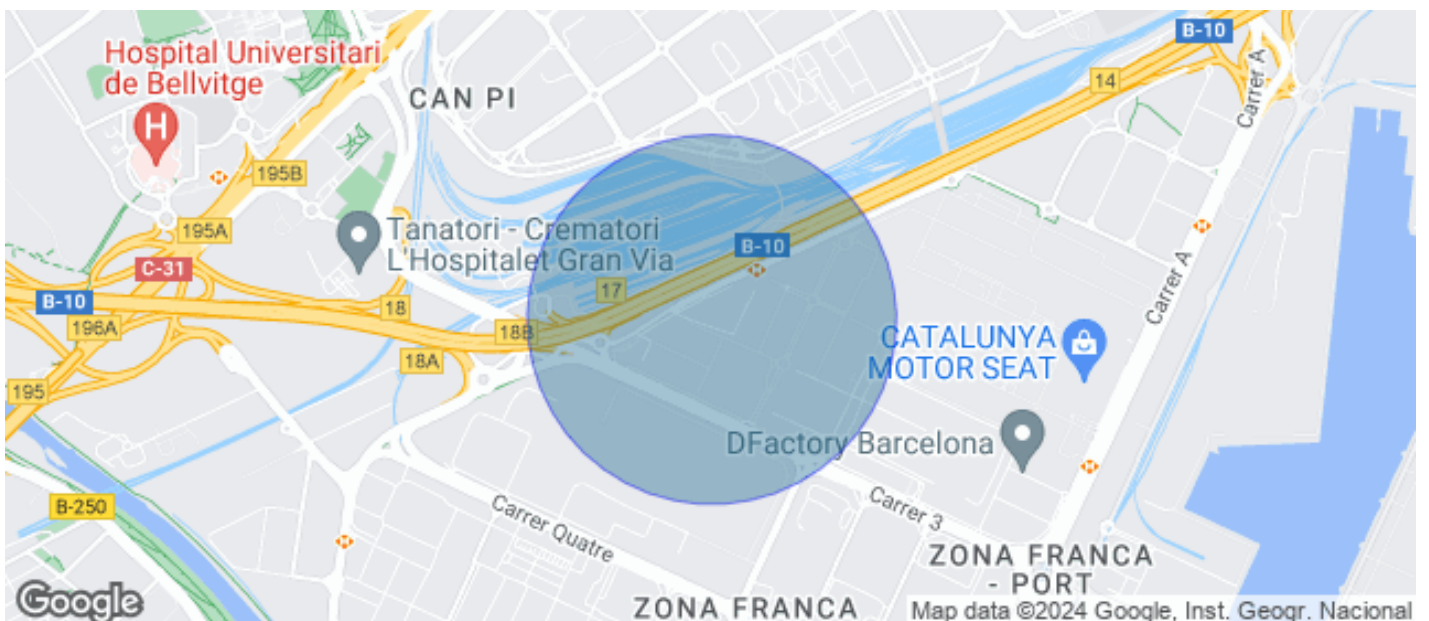 B-10
Hospital Universitari
de Bellvitge
H
CAN PI
14
Carrer A
195B
195A
Tanatori - Crematori
L'Hospitalet Gran Via
B-10
C-31
17
B-10
18
196A
18B
18A
Carrer A
CATALUNYA
MOTOR SEAT
195
DFactory Barcelona
B-250
Carrer Quatre
Carrer 3
ZONA FRANCA
- PORT
ZONA FRANCA
Google
Map data ©2024 Google, Inst. Geogr. Nacional